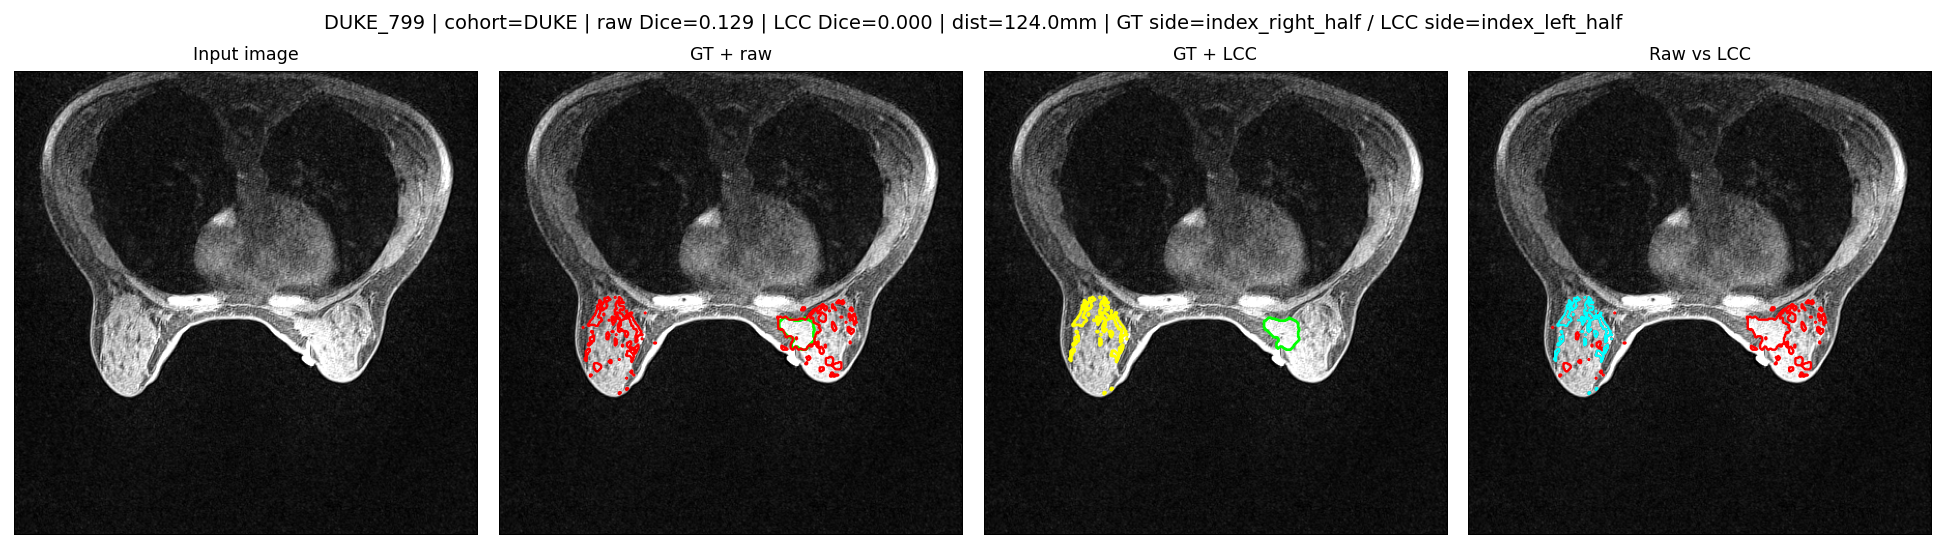 DUKE_799 | cohort=DUKE | raw Dice=0.129 | LCC Dice=0.000 | dist=124.0mm | GT side=index_right_half / LCC side=index_left_half
Input image
GT + raw
GT + LCC
Raw vs LCC